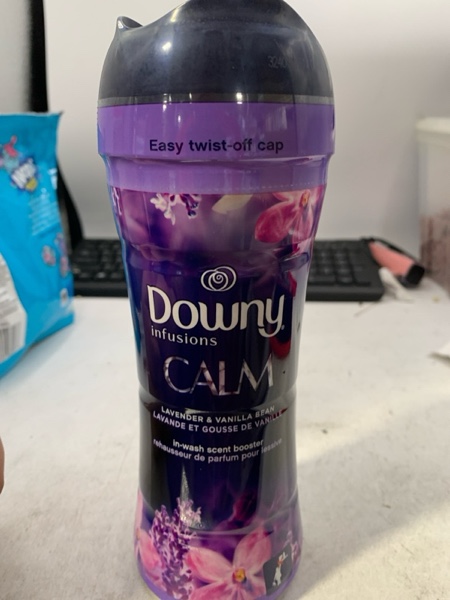 Easy twist-off cap
Downy
infusions
CALM
LAVENDER & VANILLA BEAN
LAVANDE ET GOUSSE DE VANILLE
in-wash scent booster
rehausseur de parfum pour lessive